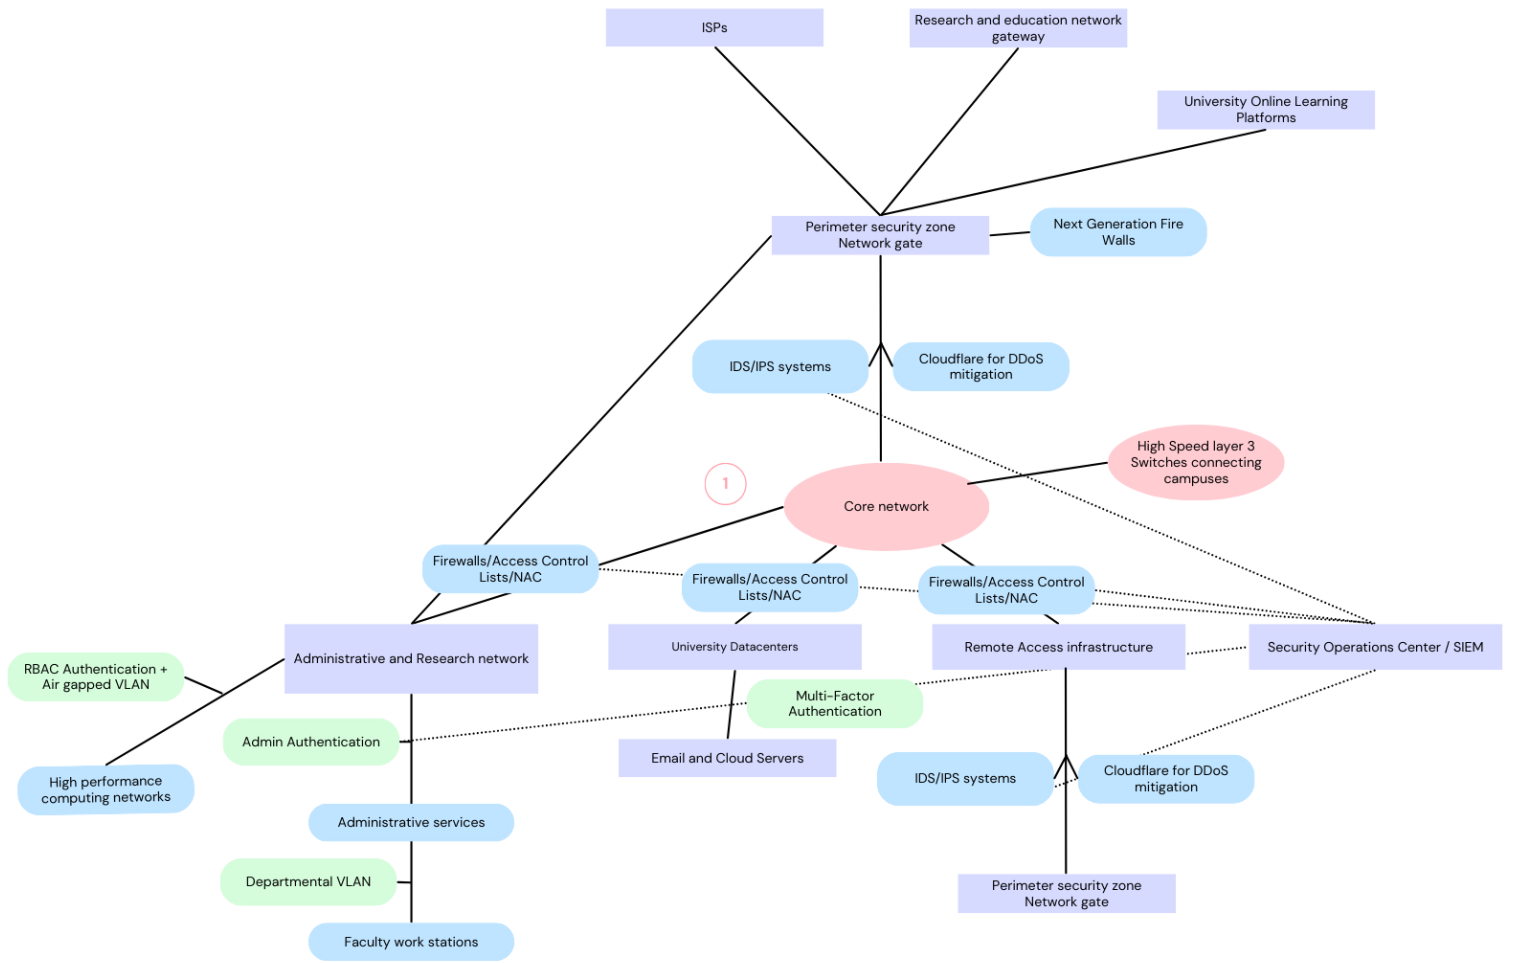 ISPs
Research and education network
gateway
University Online Learning
Platforms
Perimeter security zone
Network gate
Next Generation Fire
Walls
IDS/IPS systems
Cloudflare for DDoS
mitigation
High Speed layer 3
Switches connecting
campuses
1
Core network
Firewalls/Access Control
Lists/NAC
Firewalls/Access Control
Lists/NAC
Firewalls/Access Control
Lists/NAC
Administrative and Research network
University Datacenters
Remote Access infrastructure
Security Operations Center / SIEM
RBAC Authentication +
Air gapped VLAN
Multi-Factor
Authentication
Admin Authentication
Email and Cloud Servers
High performance
computing networks
IDS/IPS systems
Cloudflare for DDoS
mitigation
Administrative services
Departmental VLAN
Perimeter security zone
Network gate
Faculty work stations